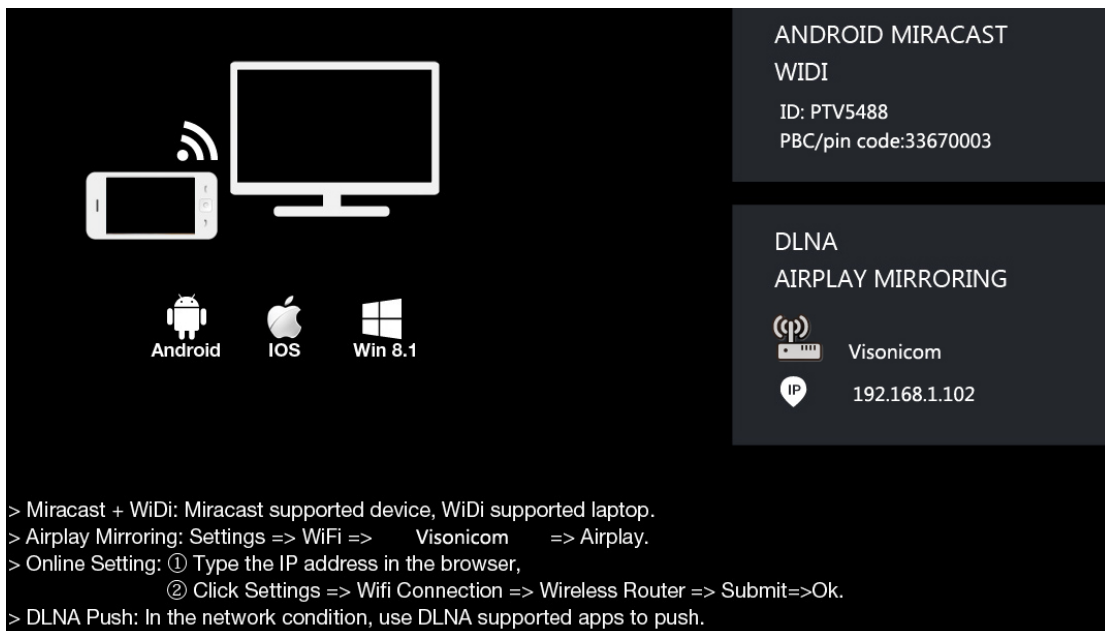 ANDROID MIRACAST
WIDI
ID: PTV5488
PBC/pin code:33670003
DLNA
AIRPLAY MIRRORING
Visonicom
IP
192.168.1.102
Android
IOS
Win 8.1
> Miracast + WiDi: Miracast supported device, WiDi supported laptop.
> Airplay Mirroring: Settings => WiFi => Visonicom => Airplay.
> Online Setting: ① Type the IP address in the browser,
② Click Settings => Wifi Connection => Wireless Router => Submit=>Ok.
> DLNA Push: In the network condition, use DLNA supported apps to push.